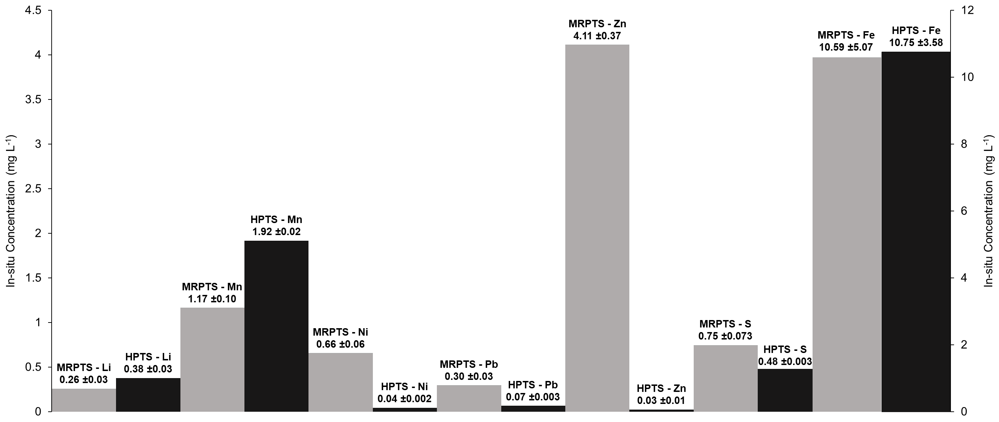 4.5
4
3.5
3
2.5
2
1.5
1
0.5
0
In-situ Concentration (mg L⁻¹)
MRPTS - Li
0.26 ±0.03
HPTS - Li
0.38 ±0.03
MRPTS - Mn
1.17 ±0.10
HPTS - Mn
1.92 ±0.02
MRPTS - Ni
0.66 ±0.06
HPTS - Ni
0.04 ±0.002
MRPTS - Pb
0.30 ±0.03
HPTS - Pb
0.07 ±0.003
MRPTS - Zn
4.11 ±0.37
HPTS - Zn
0.03 ±0.01
MRPTS - S
0.75 ±0.073
HPTS - S
0.48 ±0.003
MRPTS - Fe
10.59 ±5.07
HPTS - Fe
10.75 ±3.58
12
10
8
6
4
2
0
In-situ Concentration (mg L⁻¹)